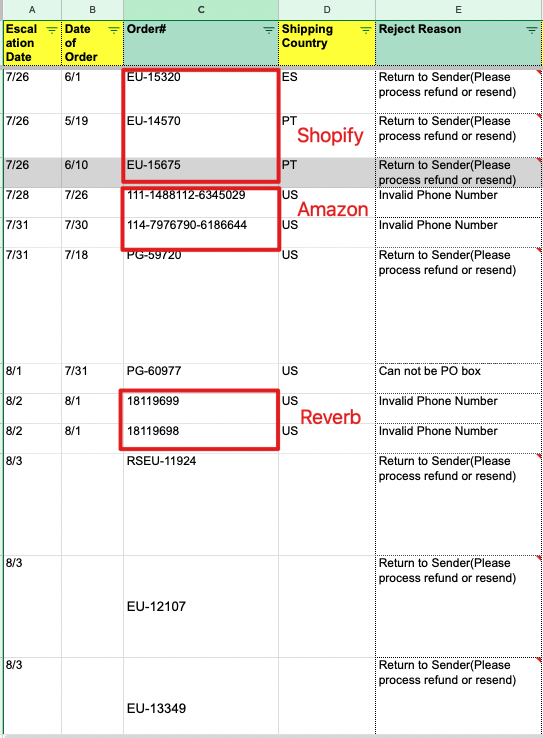 A B C D E
Escal
ation
Date
Date
of
Order
Order#
Shipping
Country
Reject Reason
7/26 6/1 EU-15320 ES Return to Sender(Please
process refund or resend)
7/26 5/19 EU-14570 PT Return to Sender(Please
process refund or resend)
Shopify
7/26 6/10 EU-15675 PT Return to Sender(Please
process refund or resend)
7/28 7/26 111-1488112-6345029 US Invalid Phone Number
Amazon
7/31 7/30 114-7976790-6186644 US Invalid Phone Number
7/31 7/18 PG-59720 US Return to Sender(Please
process refund or resend)
8/1 7/31 PG-60977 US Can not be PO box
8/2 8/1 18119699 US Invalid Phone Number
Reverb
8/2 8/1 18119698 US Invalid Phone Number
8/3 RSEU-11924 Return to Sender(Please
process refund or resend)
8/3 Return to Sender(Please
process refund or resend)
EU-12107
8/3 Return to Sender(Please
process refund or resend)
EU-13349